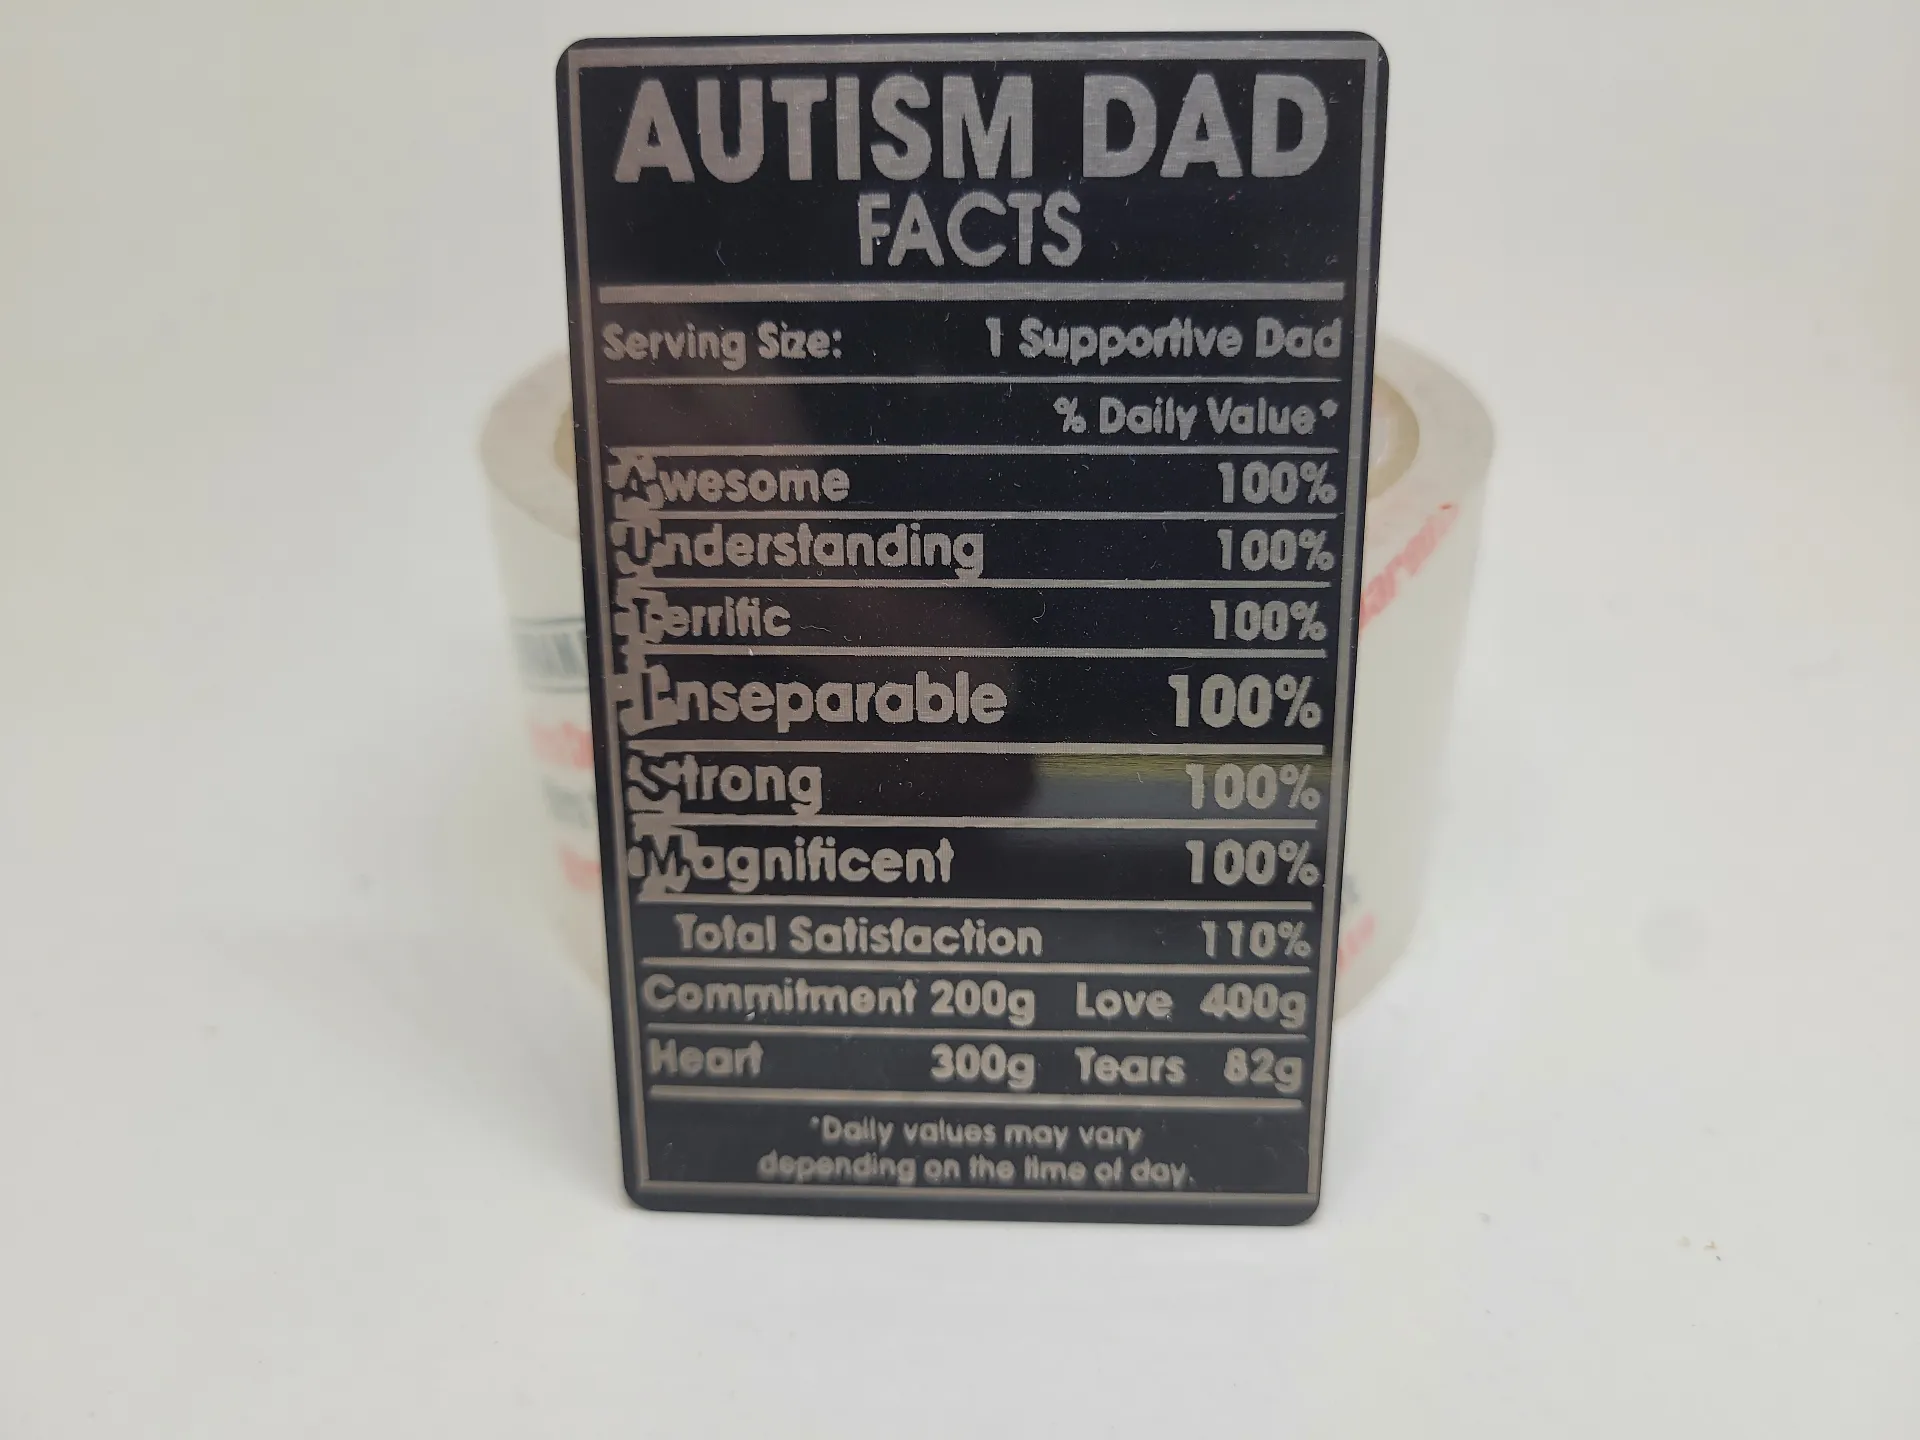 AUTISM DAD
FACTS
Serving Size: 1 Supportive Dad
% Daily Value*
Awesome 100%
Understanding 100%
Terrific 100%
Inseparable 100%
Strong 100%
Magnificent 100%
Total Satisfaction 110%
Commitment 200g Love 400g
Heart 300g Tears 82g
*Daily values may vary
depending on the time of day.